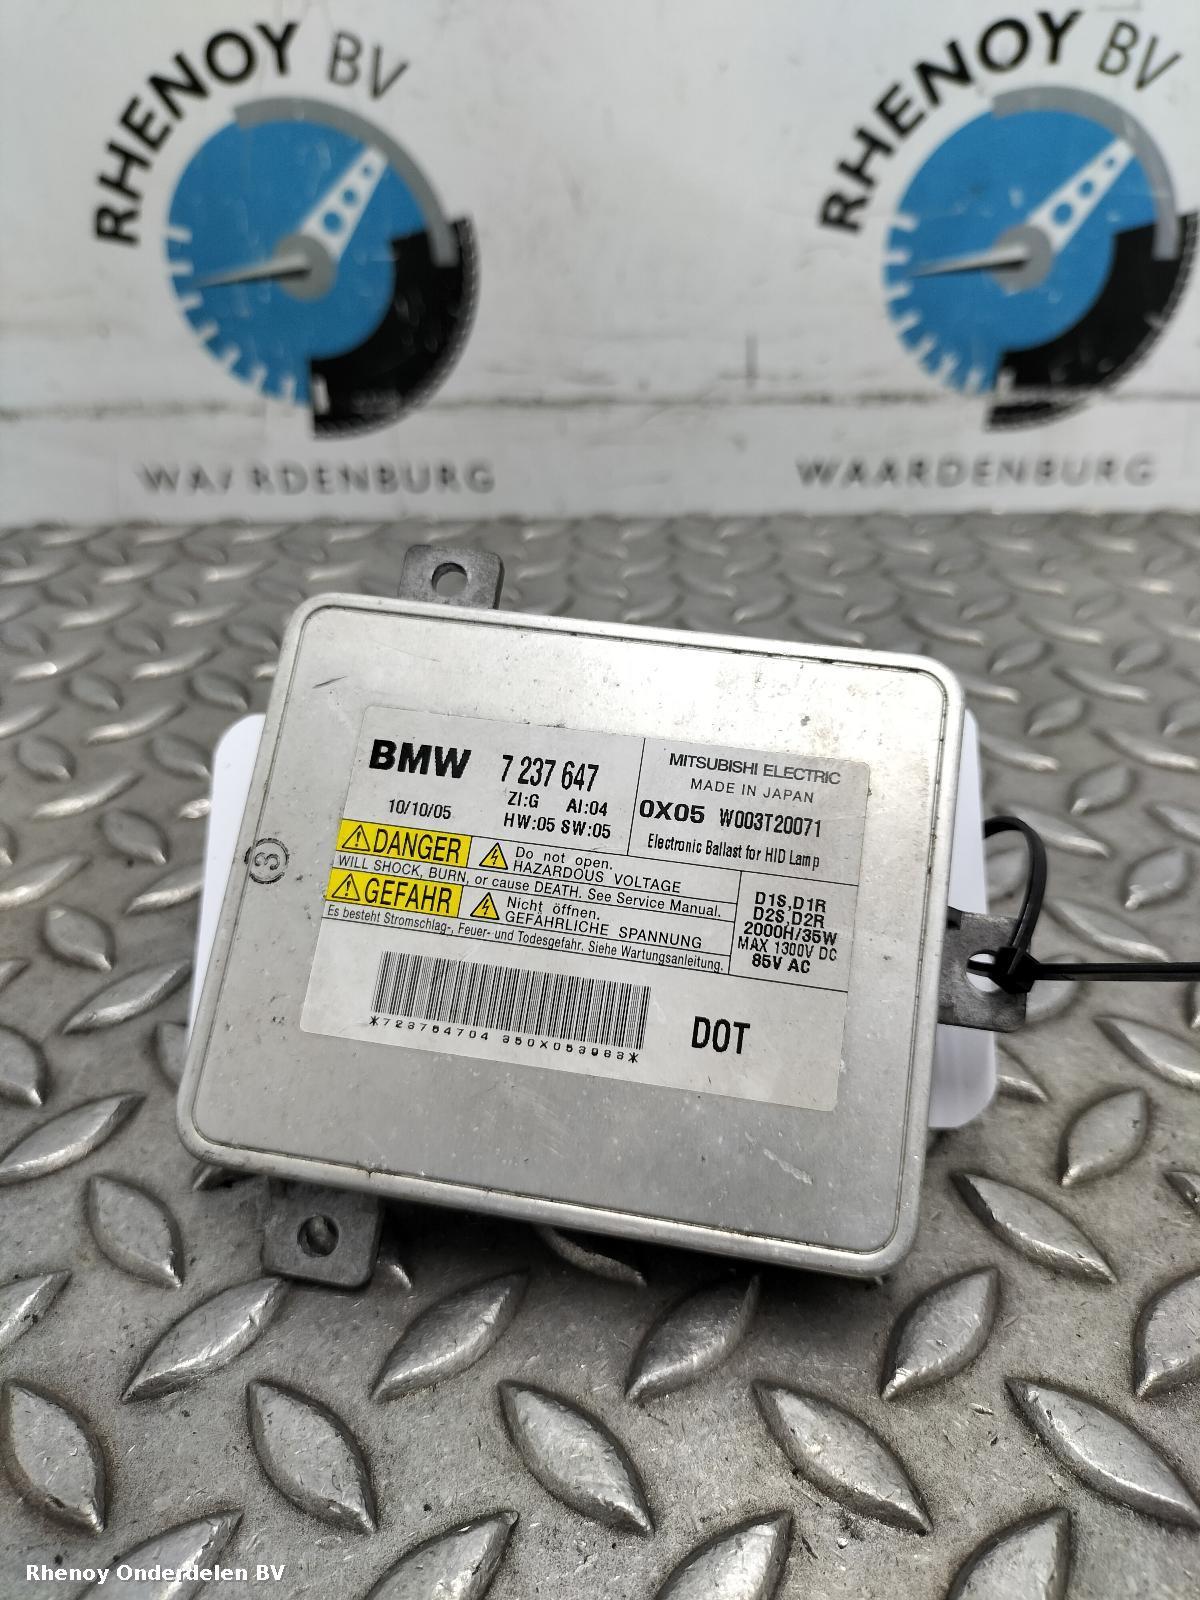 RHENOY BV
WAARDENBURG
RHENOY BV
WAARDENBURG
BMW 7 237 647
10/10/05
ZI:G AI:04
HW:05 SW:05
MITSUBISHI ELECTRIC
MADE IN JAPAN
0X05 W003T20071
Electronic Ballast for HID Lamp
DANGER
Do not open.
HAZARDOUS VOLTAGE
WILL SHOCK, BURN, or cause DEATH. See Service Manual.
GEFAHR
Nicht öffnen.
GEFÄHRLICHE SPANNUNG
Es besteht Stromschlag-, Feuer- und Todesgefahr. Siehe Wartungsanleitung.
D1S,D1R
D2S,D2R
2000H/35W
MAX 1300V DC
85V AC
*723764704 350X053983*
DOT
3
Rhenoy Onderdelen BV